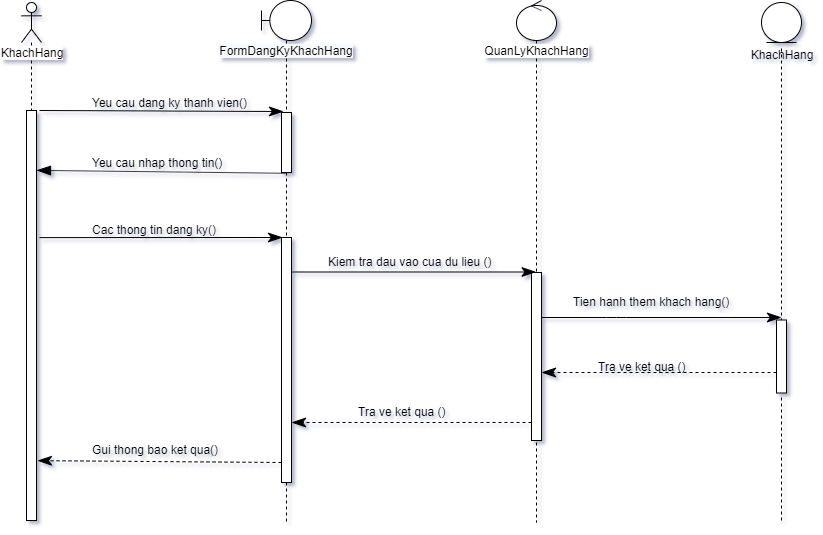 KhachHang
FormDangKyKhachHang
QuanLyKhachHang
KhachHang
Yeu cau dang ky thanh vien()
Yeu cau nhap thong tin()
Cac thong tin dang ky()
Kiem tra dau vao cua du lieu ()
Tien hanh them khach hang()
Tra ve ket qua ()
Tra ve ket qua ()
Gui thong bao ket qua()